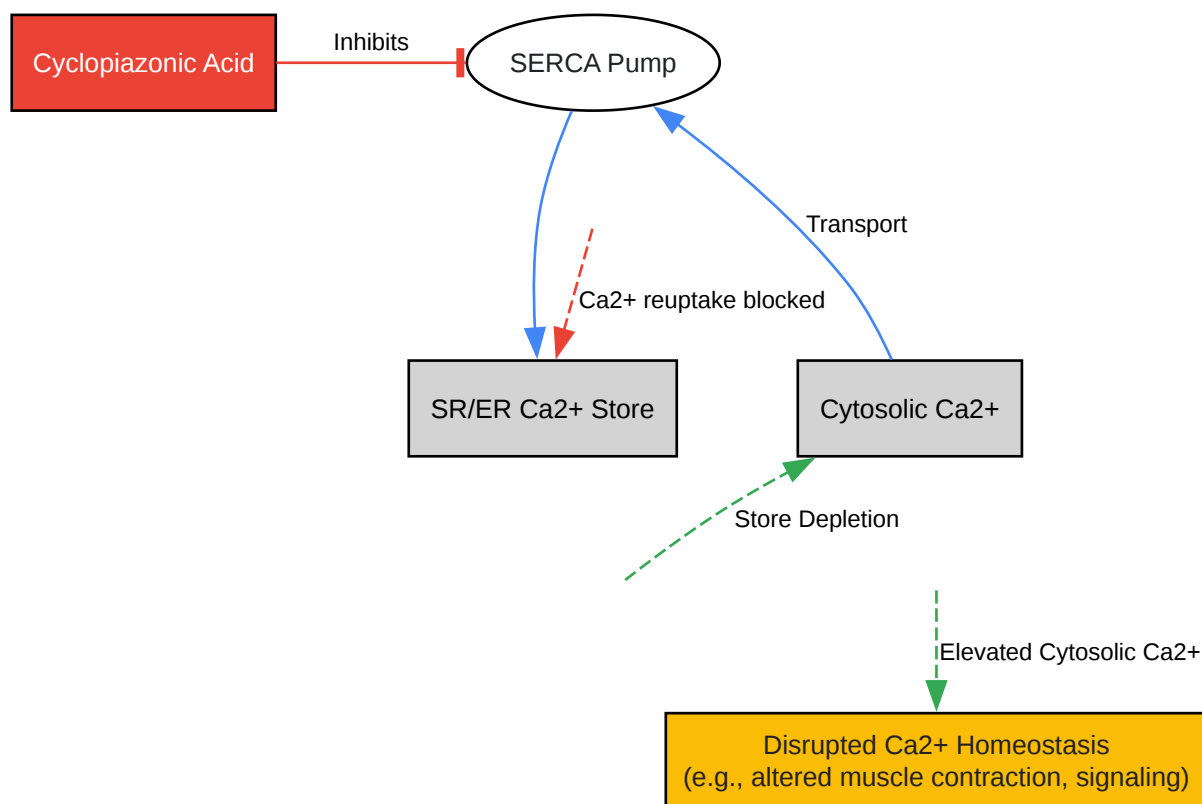 Inhibits
Cyclopiazonic Acid
SERCA Pump
Transport
Ca2+ reuptake blocked
SR/ER Ca2+ Store
Cytosolic Ca2+
Store Depletion
Elevated Cytosolic Ca2+
Disrupted Ca2+ Homeostasis
(e.g., altered muscle contraction, signaling)